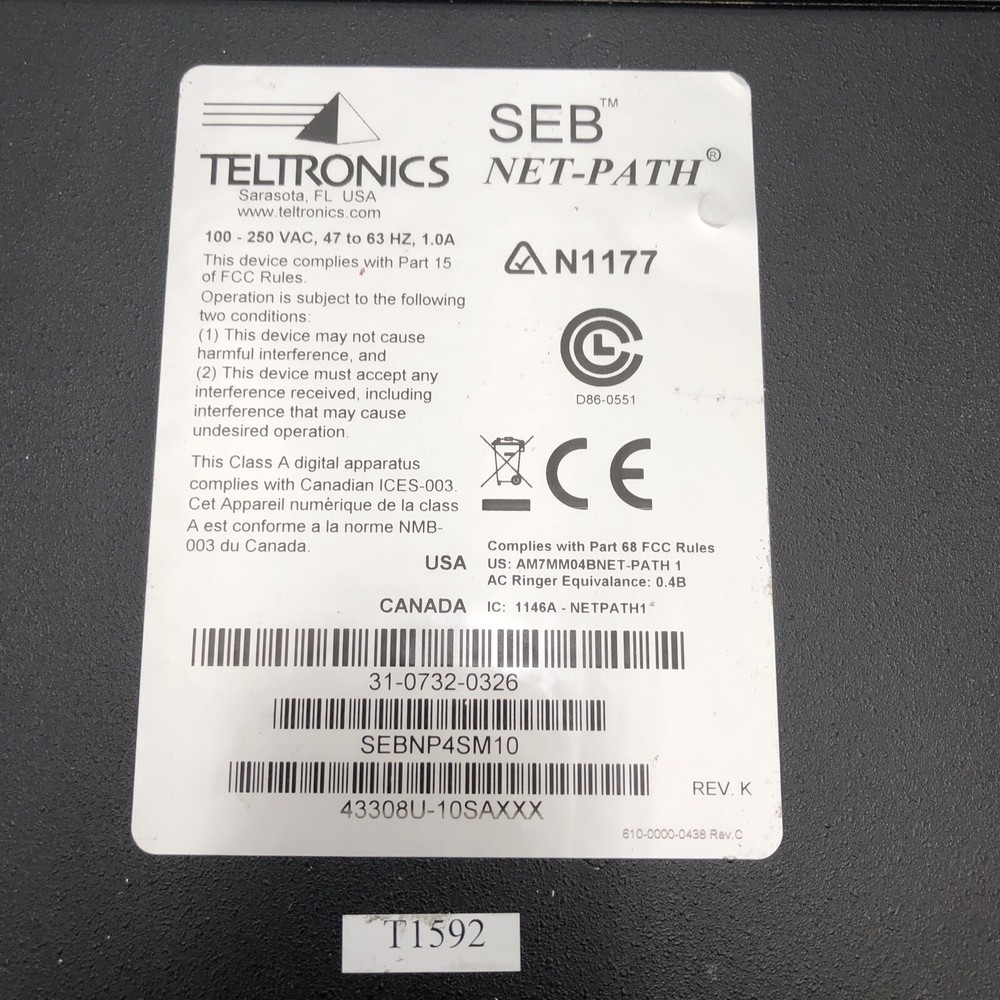 TELTRONICS
Sarasota, FL USA
www.teltronics.com
SEB™
NET-PATH®
100 - 250 VAC, 47 to 63 HZ, 1.0A
This device complies with Part 15
of FCC Rules.
Operation is subject to the following
two conditions:
(1) This device may not cause
harmful interference, and
(2) This device must accept any
interference received, including
interference that may cause
undesired operation.
This Class A digital apparatus
complies with Canadian ICES-003.
Cet Appareil numérique de la class
A est conforme a la norme NMB-
003 du Canada.
N1177
D86-0551
CE
USA
Complies with Part 68 FCC Rules
US: AM7MM04BNET-PATH 1
AC Ringer Equivalance: 0.4B
CANADA IC: 1146A - NETPATH1
31-0732-0326
SEBNP4SM10
43308U-10SAXXX
REV. K
610-0000-0438 Rev.C
T1592